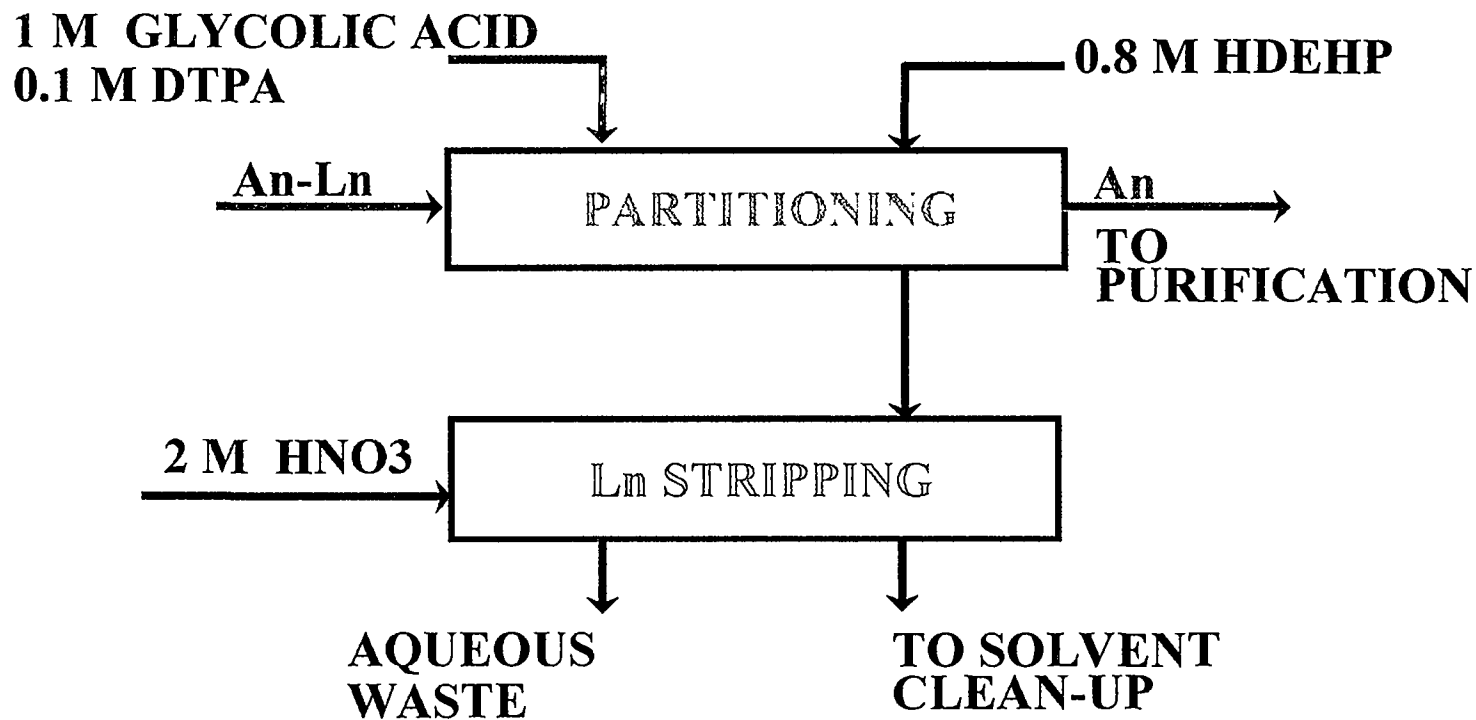 1 M GLYCOLIC ACID
0.1 M DTPA
0.8 M HDEHP
An-Ln
PARTITIONING
An
TO
PURIFICATION
2 M HNO3
Ln STRIPPING
AQUEOUS
WASTE
TO SOLVENT
CLEAN-UP